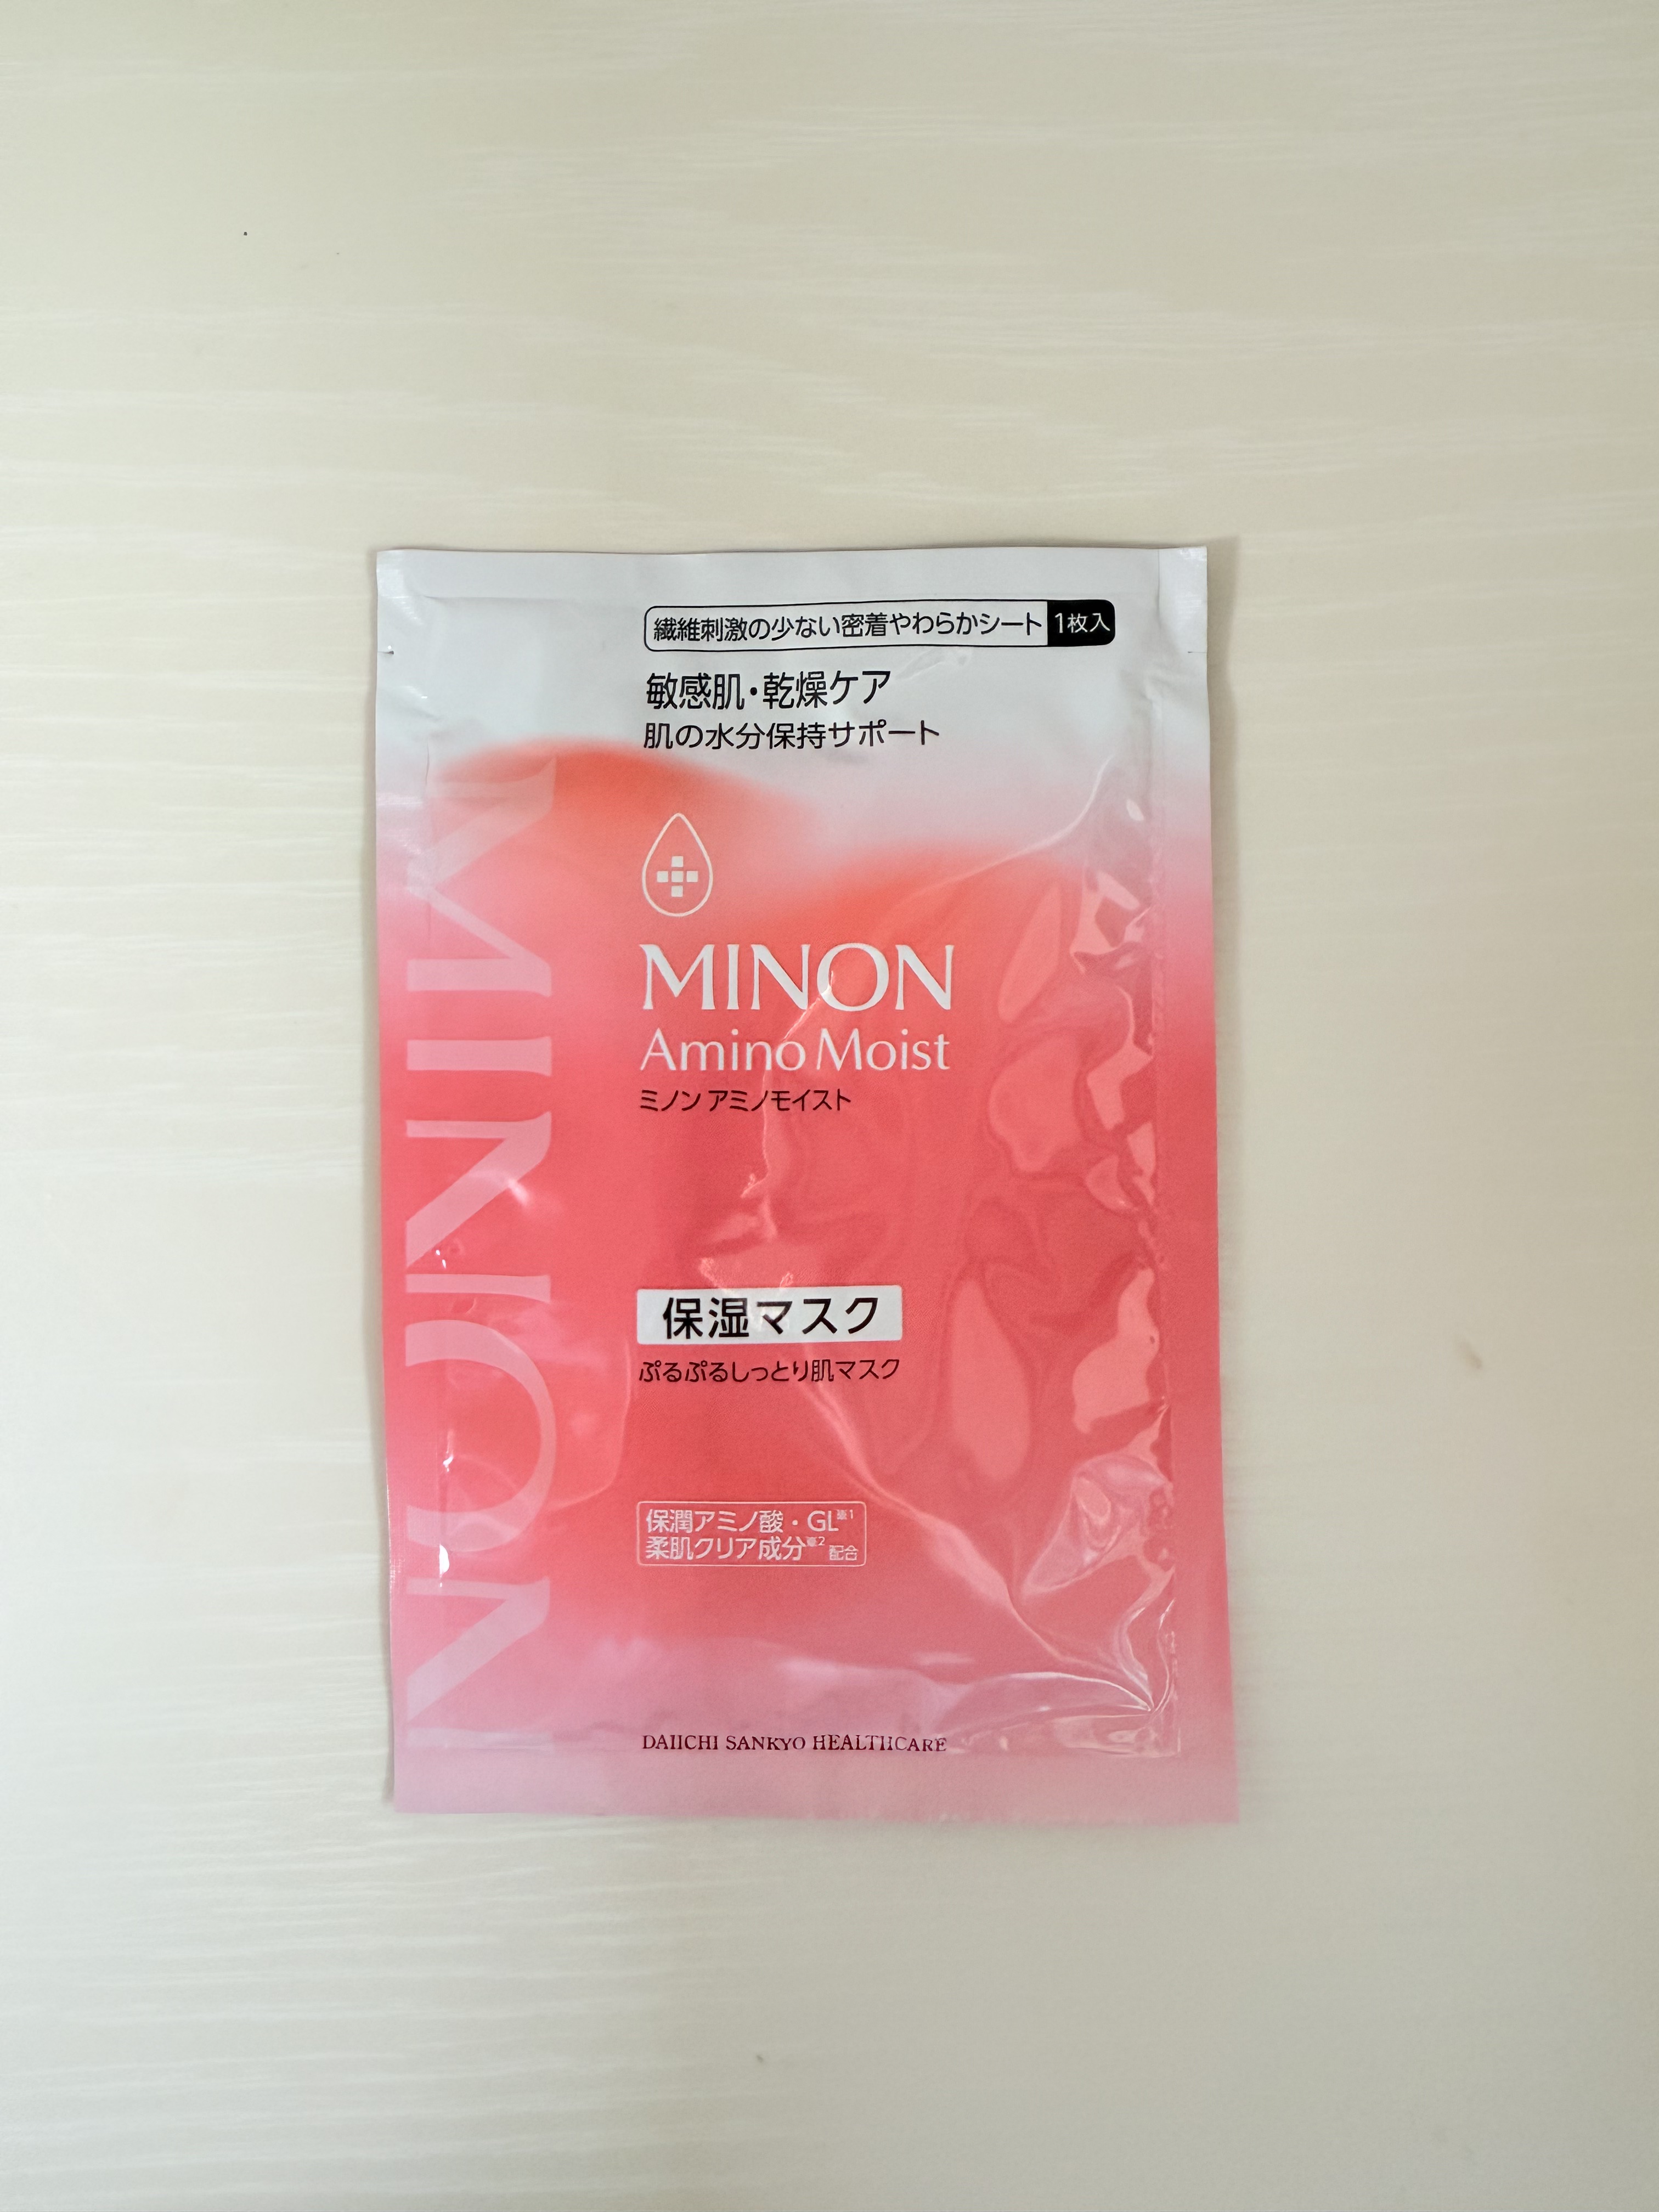 繊維刺激の少ない密着やわらかシート 1枚入
敏感肌・乾燥ケア
肌の水分保持サポート
MINON
MINON
Amino Moist
ミノン アミノモイスト
保湿マスク
ぷるぷるしっとり肌マスク
保潤アミノ酸・GL※1
柔肌クリア成分※2 配合
DAIICHI SANKYO HEALTHCARE